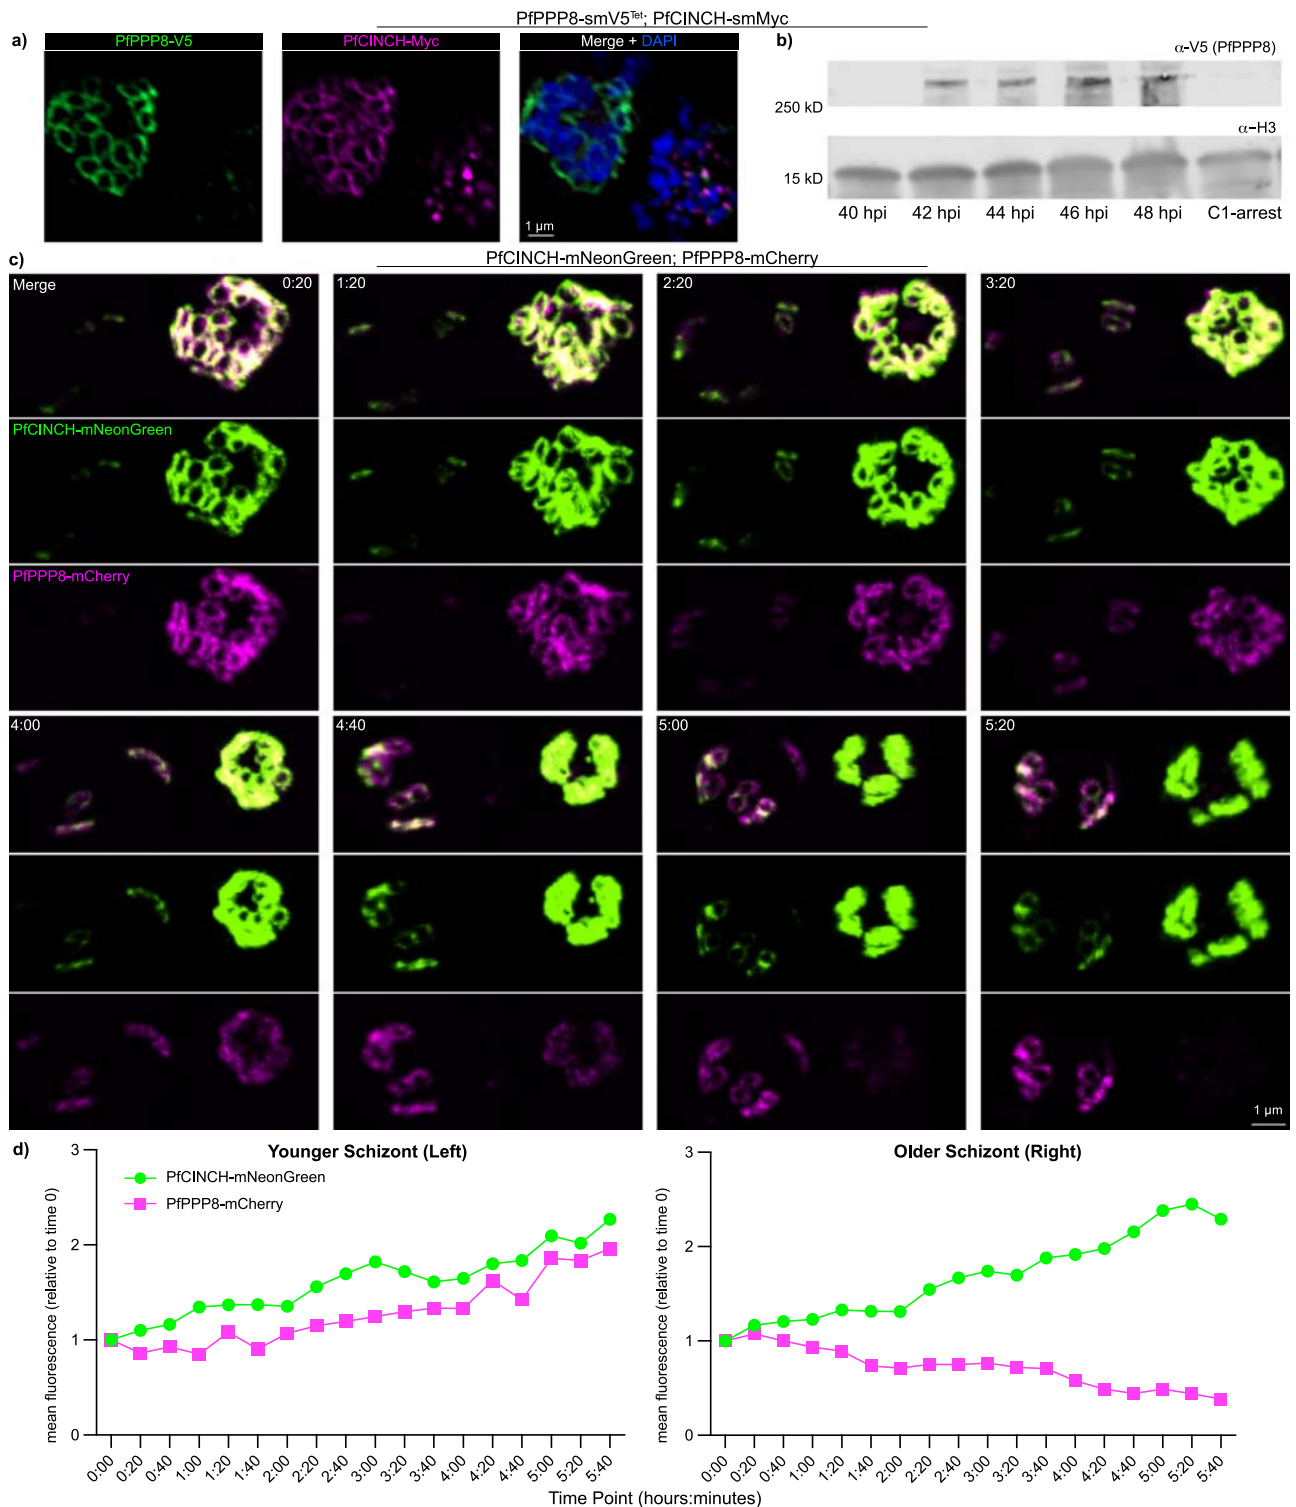 PfPPP8-smV5ᵀᵉᵗ; PfCINCH-smMyc
a)
PfPPP8-V5
PfCINCH-Myc
Merge + DAPI
1 µm
b)
α-V5 (PfPPP8)
250 kD
α-H3
15 kD
40 hpi 42 hpi 44 hpi 46 hpi 48 hpi C1-arrest
c)
PfCINCH-mNeonGreen; PfPPP8-mCherry
Merge 0:20 1:20 2:20 3:20
PfCINCH-mNeonGreen
PfPPP8-mCherry
4:00 4:40 5:00 5:20
1 µm
d)
Younger Schizont (Left)
PfCINCH-mNeonGreen
PfPPP8-mCherry
mean fluorescence (relative to time 0)
3
2
1
0
0:00 0:20 0:40 1:00 1:20 1:40 2:00 2:20 2:40 3:00 3:20 3:40 4:00 4:20 4:40 5:00 5:20 5:40
Older Schizont (Right)
mean fluorescence (relative to time 0)
3
2
1
0
0:00 0:20 0:40 1:00 1:20 1:40 2:00 2:20 2:40 3:00 3:20 3:40 4:00 4:20 4:40 5:00 5:20 5:40
Time Point (hours:minutes)